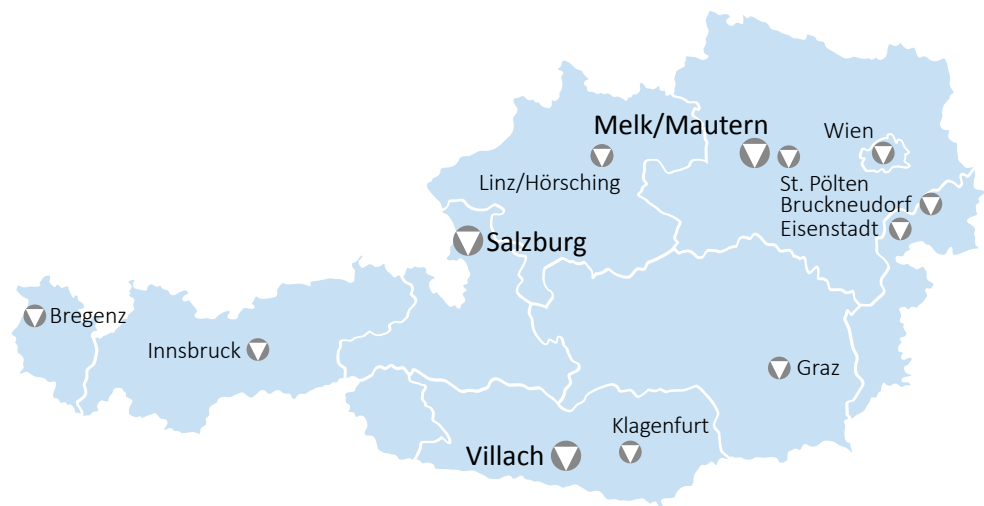 Melk/Mautern
Wien
Linz/Hörsching
St. Pölten
Bruckneudorf
Eisenstadt
Salzburg
Bregenz
Innsbruck
Graz
Klagenfurt
Villach